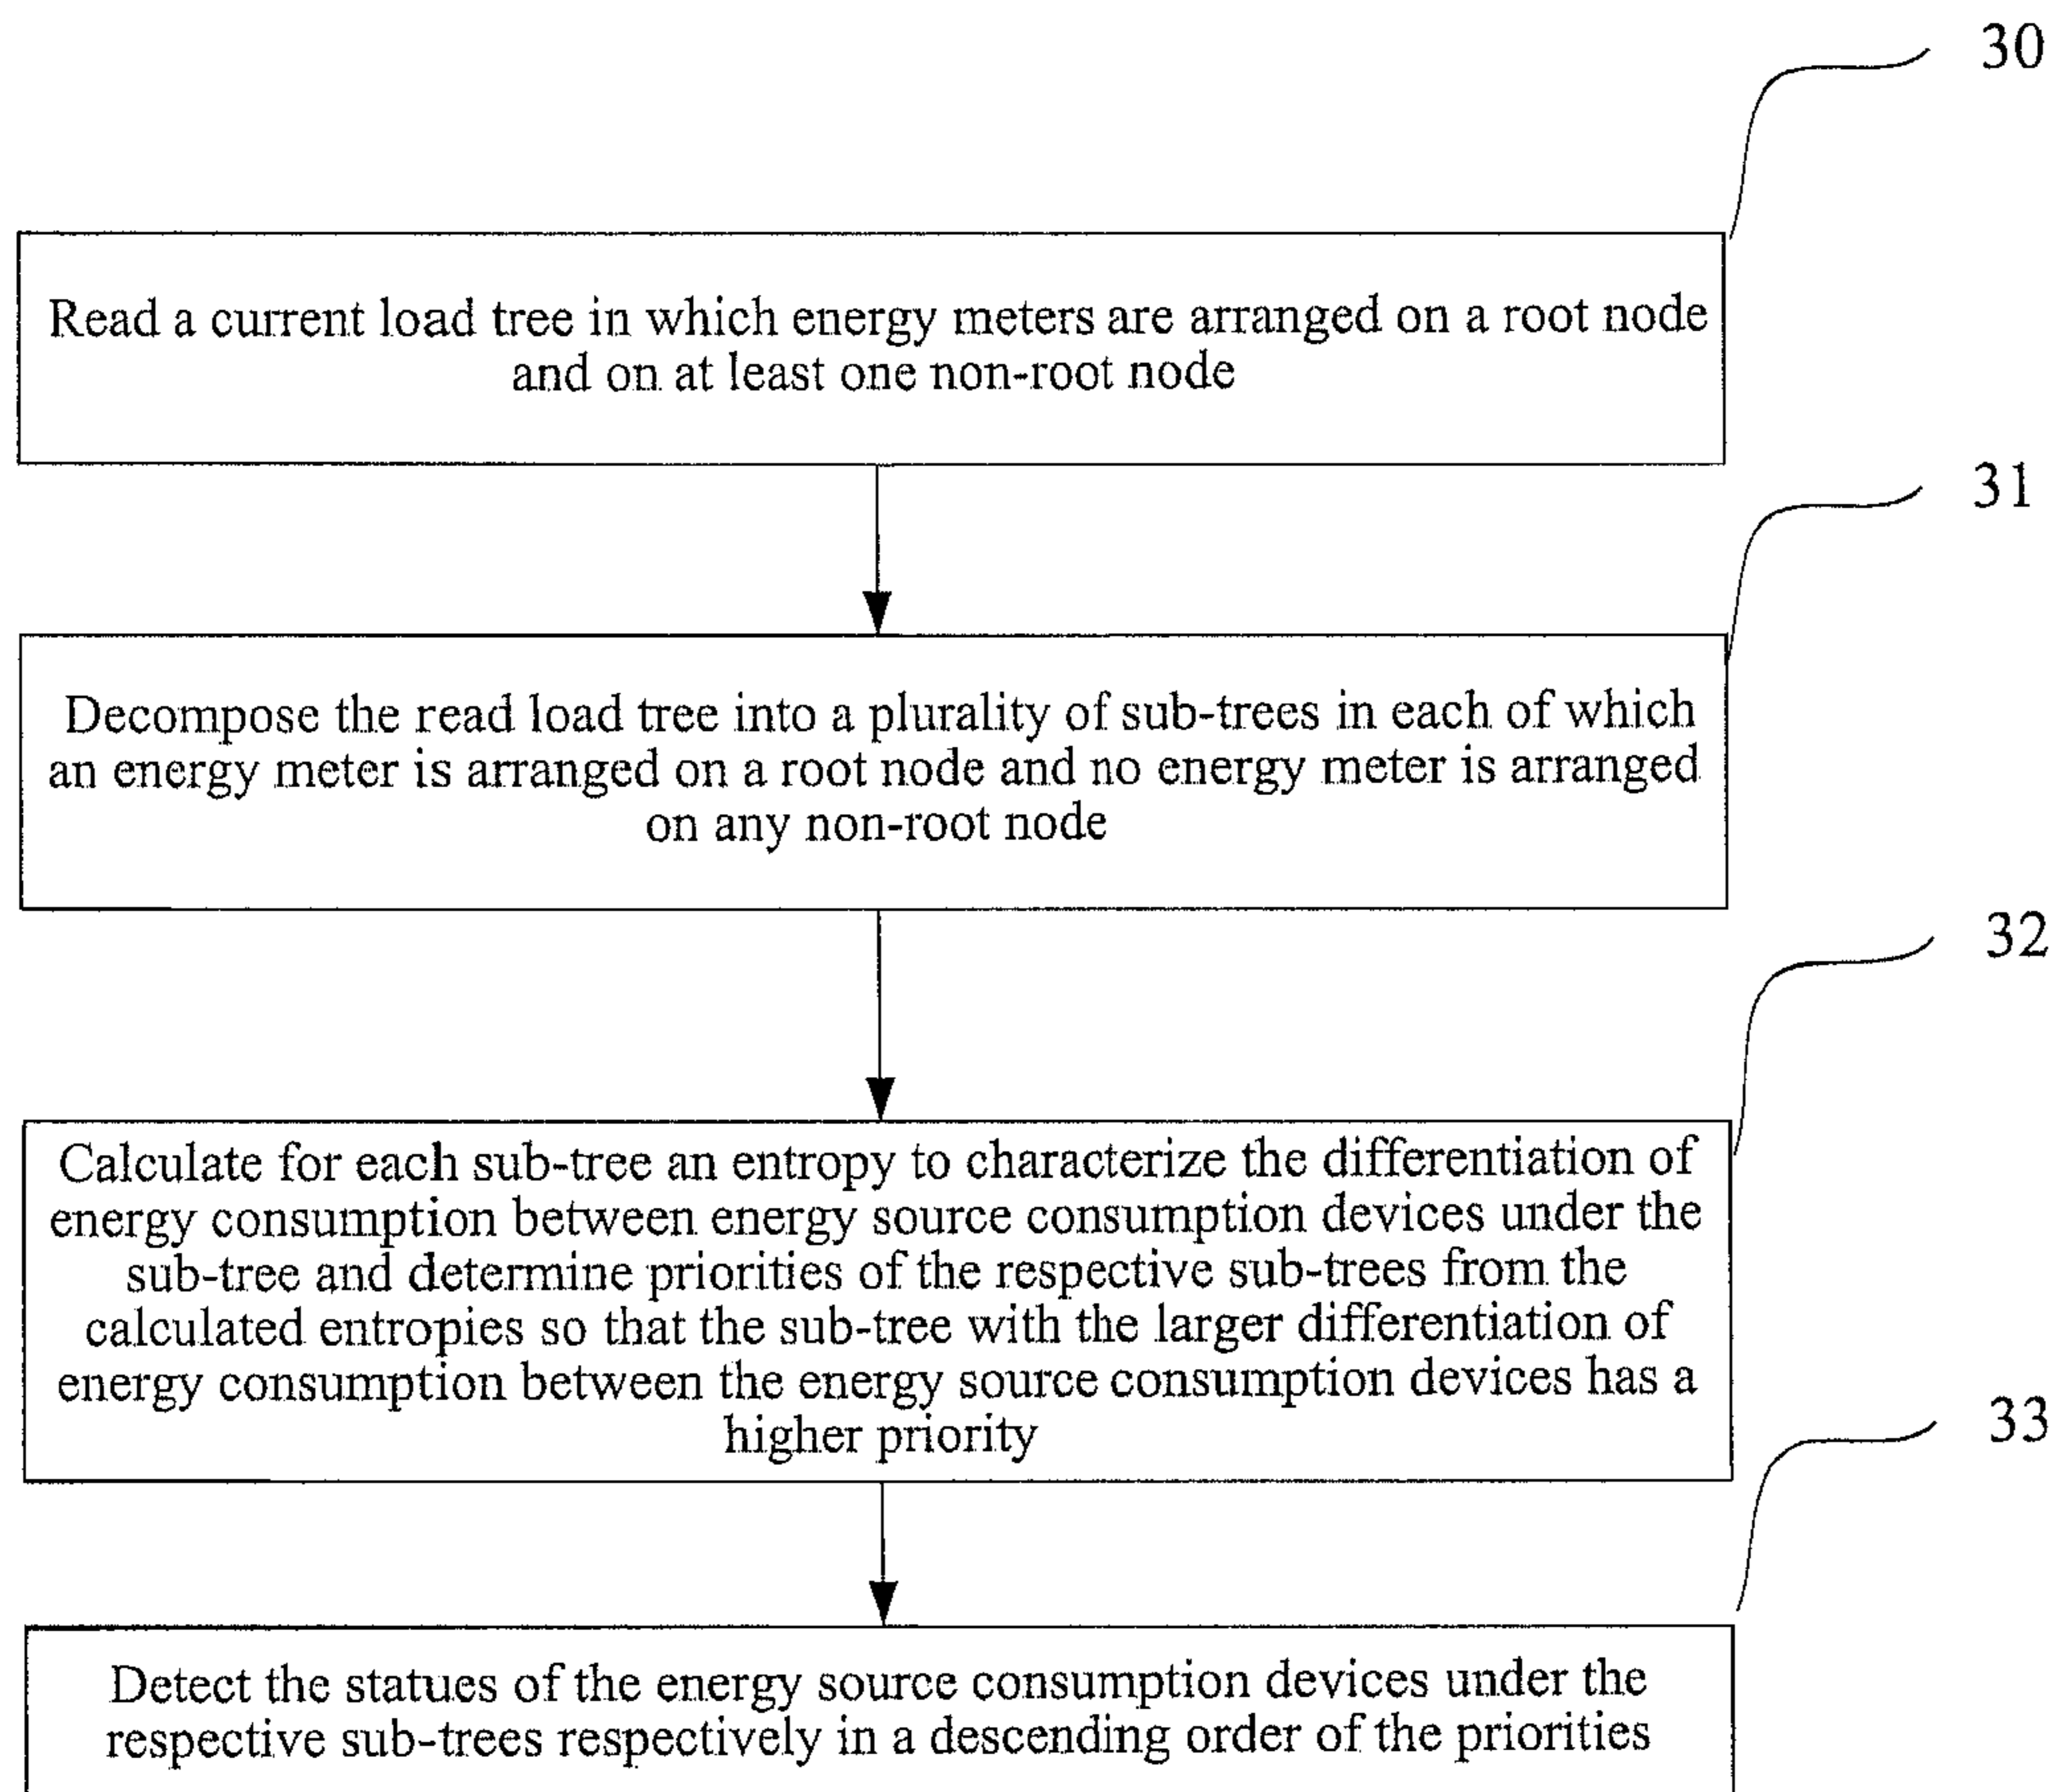 30
Read a current load tree in which energy meters are arranged on a root node
and on at least one non-root node
31
Decompose the read load tree into a plurality of sub-trees in each of which
an energy meter is arranged on a root node and no energy meter is arranged
on any non-root node
32
Calculate for each sub-tree an entropy to characterize the differentiation of
energy consumption between energy source consumption devices under the
sub-tree and determine priorities of the respective sub-trees from the
calculated entropies so that the sub-tree with the larger differentiation of
energy consumption between the energy source consumption devices has a
higher priority
33
Detect the statues of the energy source consumption devices under the
respective sub-trees respectively in a descending order of the priorities